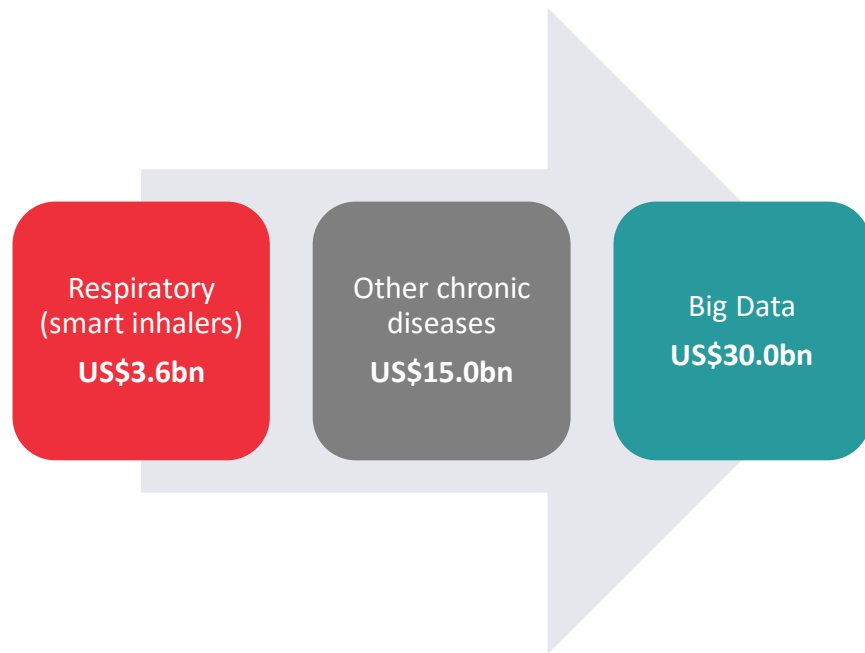 Respiratory
(smart inhalers)
US$3.6bn
Other chronic
diseases
US$15.0bn
Big Data
US$30.0bn